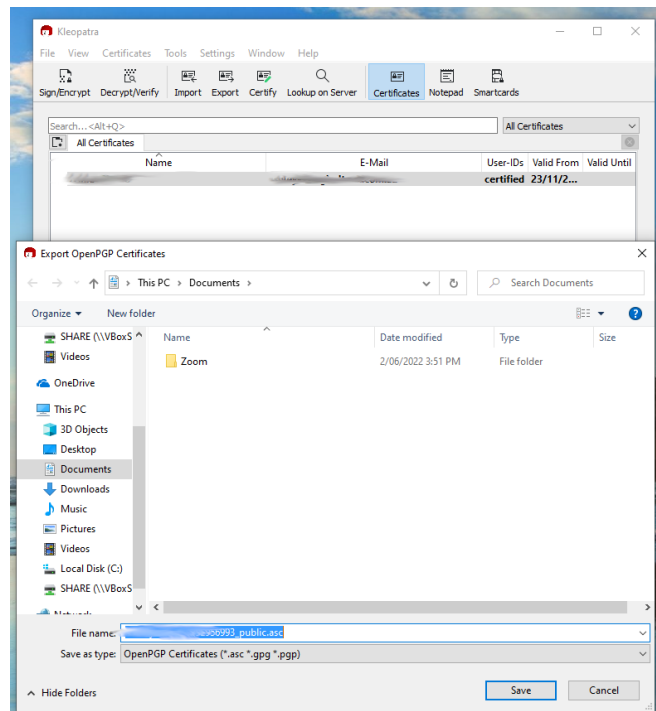 Kleopatra
File View Certificates Tools Settings Window Help
Sign/Encrypt Decrypt/Verify Import Export Certify Lookup on Server Certificates Notepad Smartcards
Search...<Alt+Q> All Certificates
All Certificates
Name E-Mail User-IDs Valid From Valid Until
certified 23/11/2...
Export OpenPGP Certificates
This PC > Documents > Search Documents
Organize New folder
SHARE (\\VBoxS Name Date modified Type Size
Videos Zoom 2/06/2022 3:51 PM File folder
OneDrive
This PC
3D Objects
Desktop
Documents
Downloads
Music
Pictures
Videos
Local Disk (C:)
SHARE (\\VBoxS
File name: _public.asc
Save as type: OpenPGP Certificates (*.asc *.gpg *.pgp)
Hide Folders Save Cancel